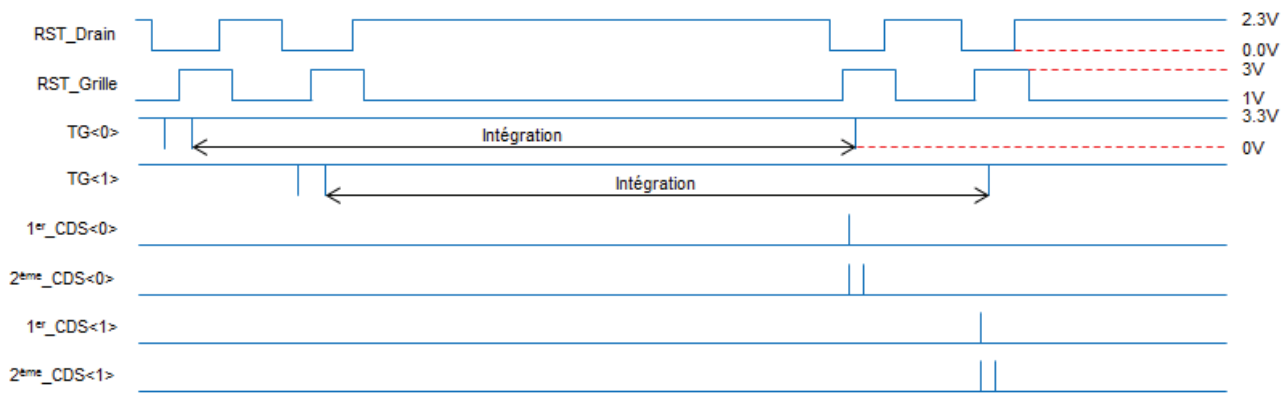 RST_Drain
2.3V
0.0V
RST_Grille
3V
1V
TG<0>
Intégration
3.3V
0V
TG<1>
Intégration
1er_CDS<0>
2ème_CDS<0>
1er_CDS<1>
2ème_CDS<1>